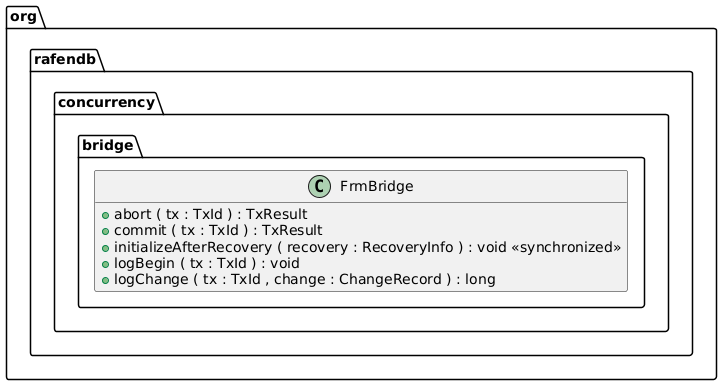 org
rafendb
concurrency
bridge
C FrmBridge
abort ( tx : TxId ) : TxResult
commit ( tx : TxId ) : TxResult
initializeAfterRecovery ( recovery : RecoveryInfo ) : void «synchronized»
logBegin ( tx : TxId ) : void
logChange ( tx : TxId , change : ChangeRecord ) : long